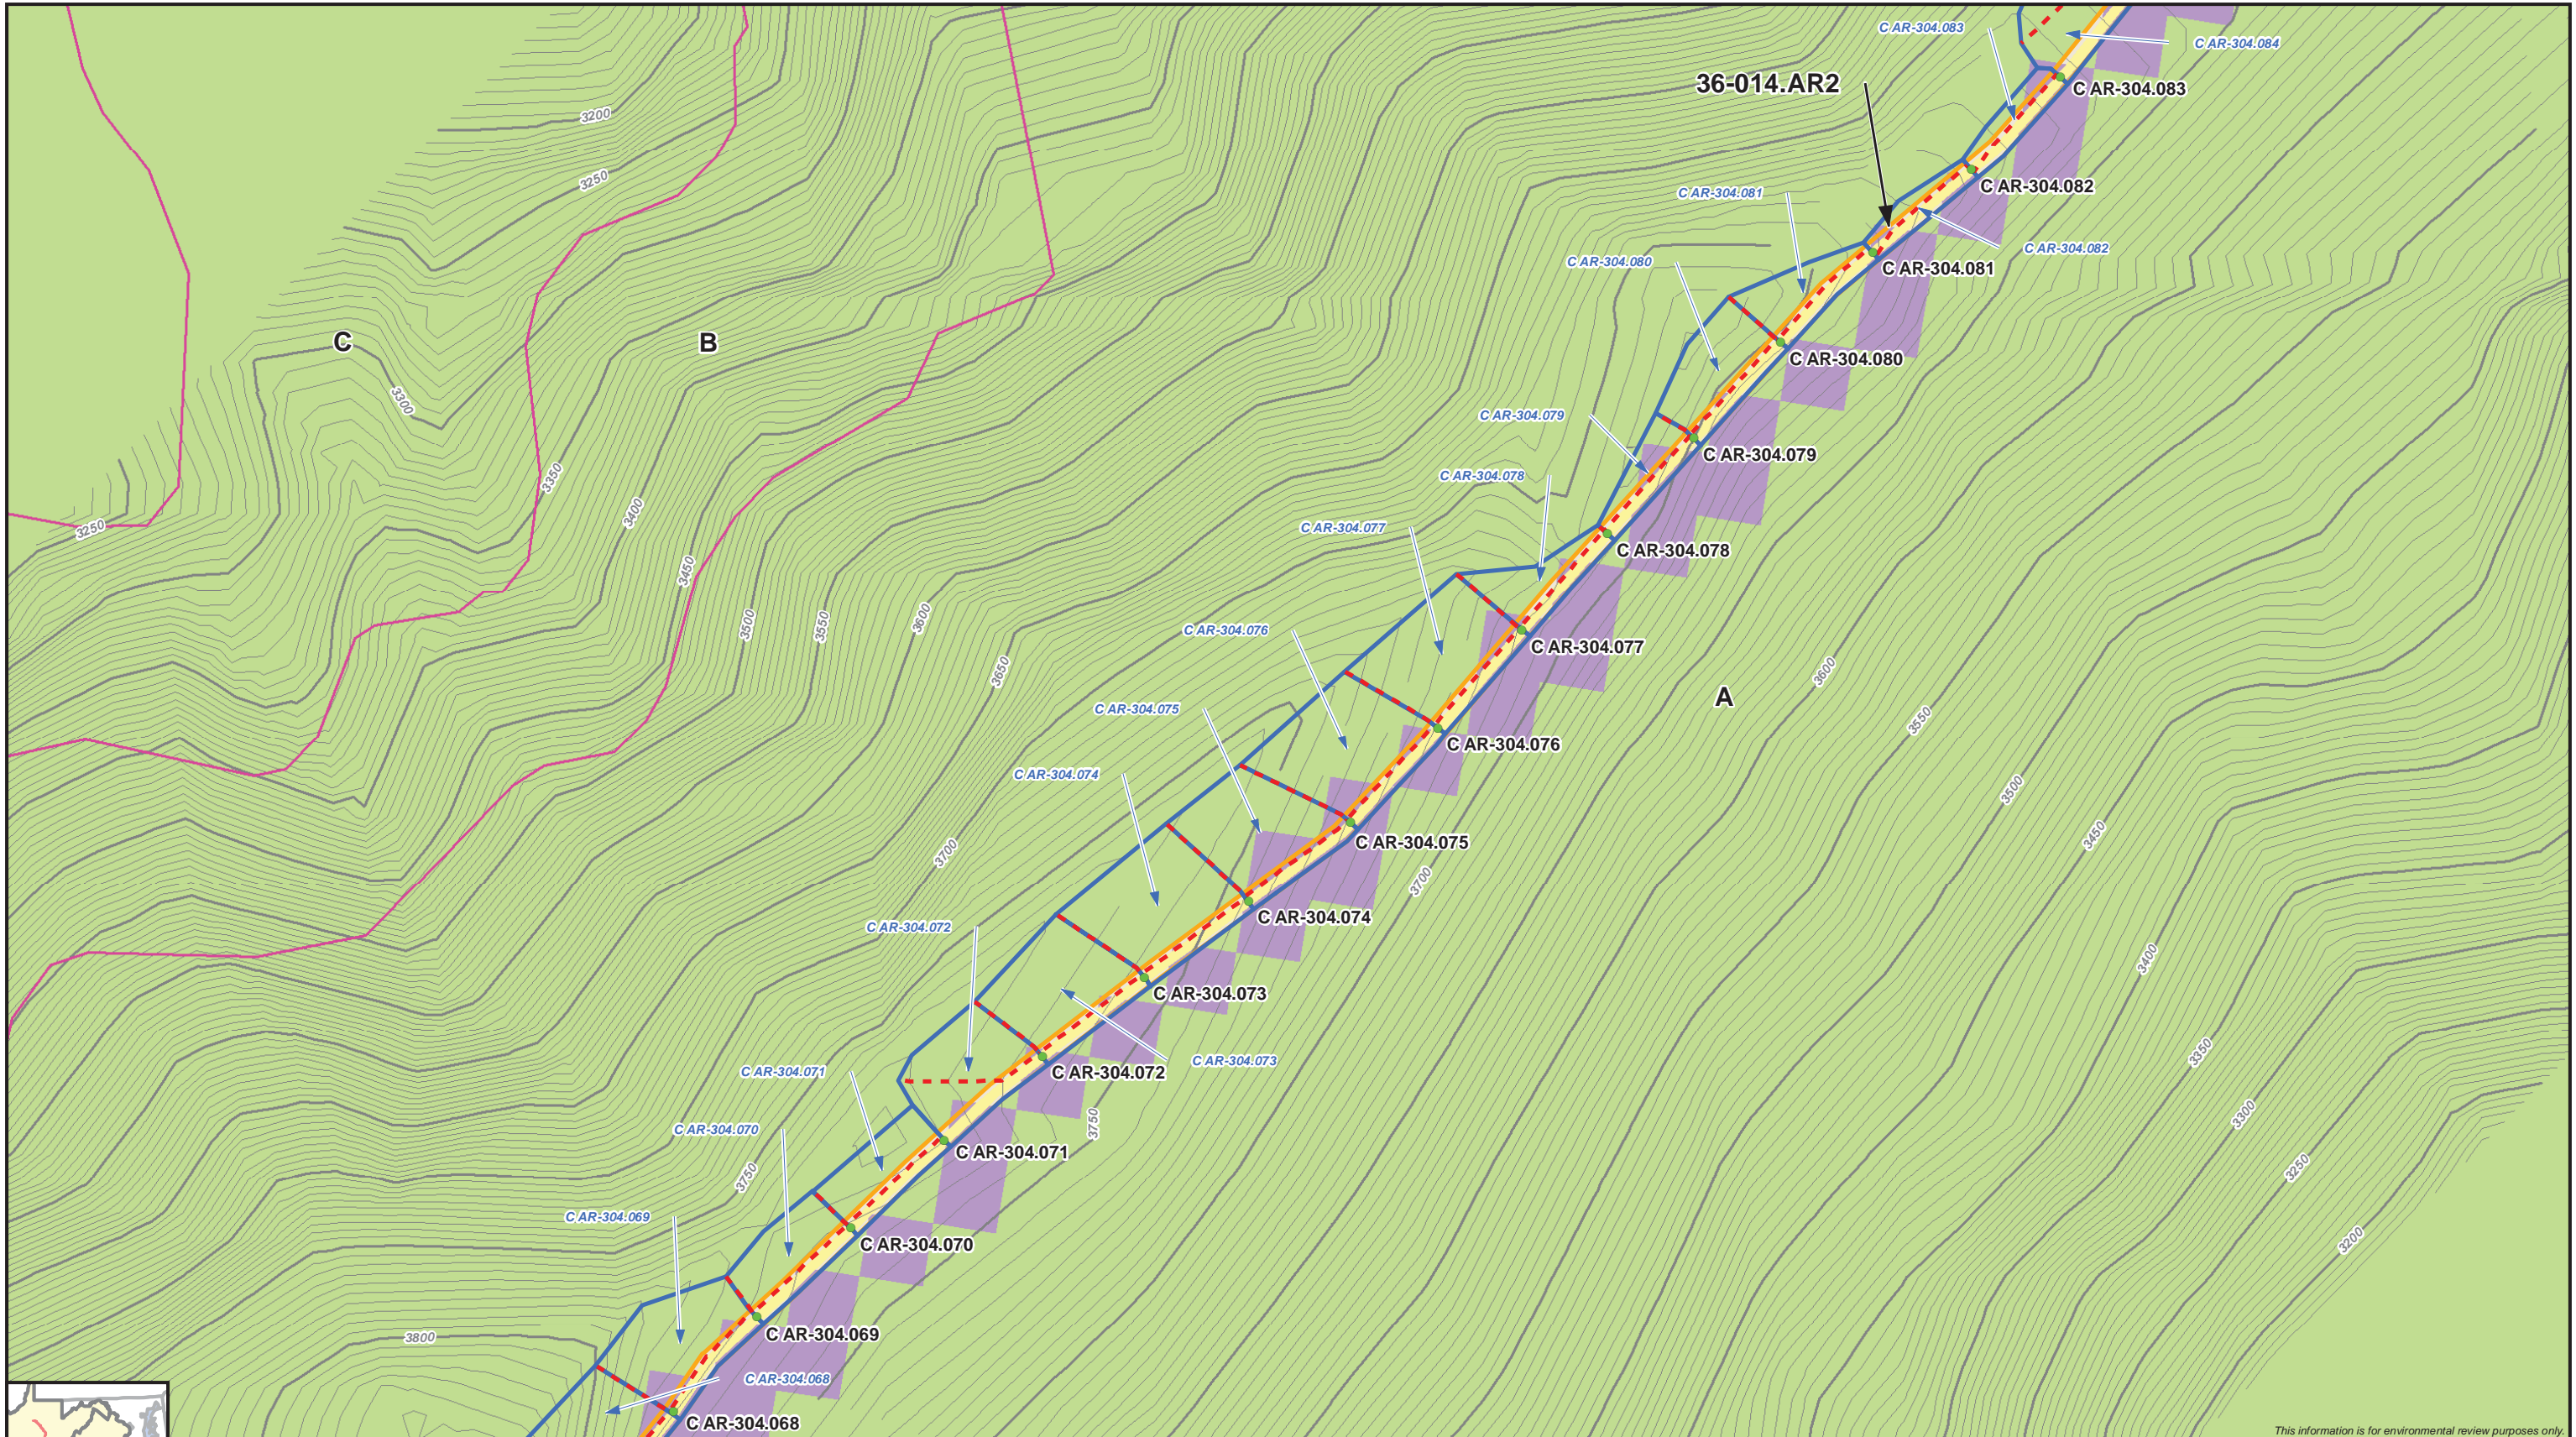 C AR-304.083
C AR-304.084
36-014.AR2
C AR-304.083
3200
3250
C AR-304.082
C AR-304.081
C AR-304.082
C AR-304.080
C AR-304.081
C
B
C AR-304.080
3300
C AR-304.079
C AR-304.079
3350
C AR-304.078
3400
3250
C AR-304.077
C AR-304.078
3450
3500
3550
3600
C AR-304.076
C AR-304.077
3650
3600
A
C AR-304.075
3550
C AR-304.076
C AR-304.074
3500
3450
C AR-304.075
3700
3700
C AR-304.074
C AR-304.072
3400
C AR-304.073
3350
C AR-304.073
C AR-304.071
C AR-304.072
3300
3750
C AR-304.070
C AR-304.071
3250
3750
C AR-304.069
3200
C AR-304.070
3800
C AR-304.069
C AR-304.068
C AR-304.068
This information is for environmental review purposes only.